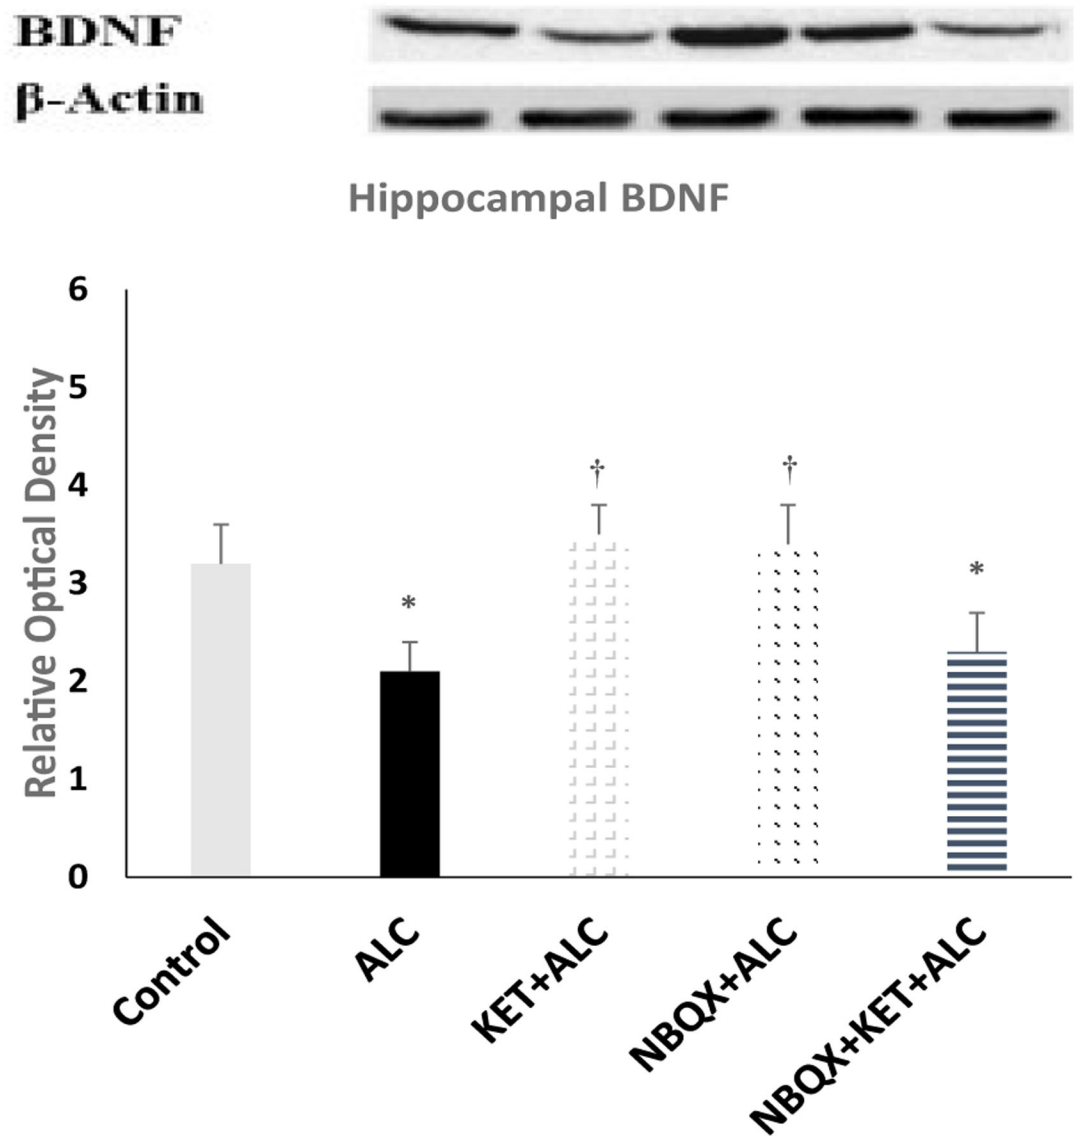 BDNF
β-Actin
Hippocampal BDNF
Relative Optical Density
6
5
4
3
2
1
0
*
†
†
*
Control
ALC
KET+ALC
NBQX+ALC
NBQX+KET+ALC